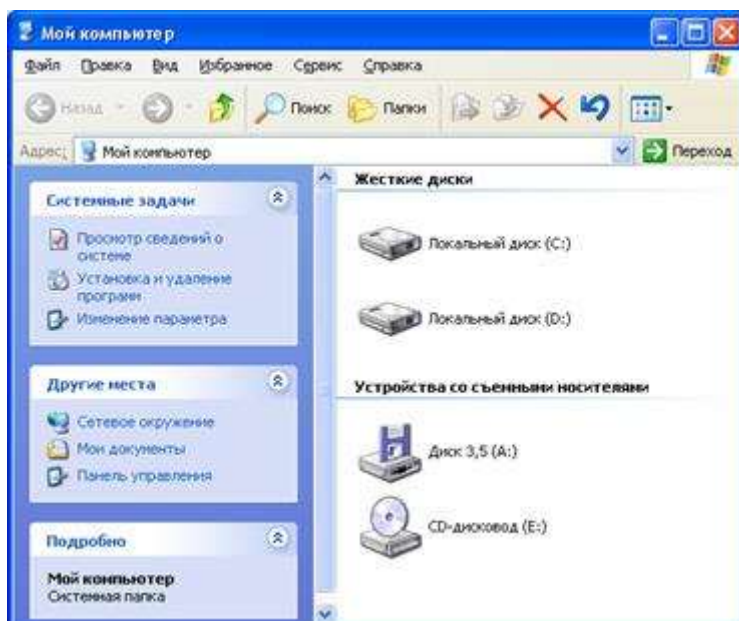 Мой компьютер
Файл Правка Вид Избранное Сервис Справка
Назад Поиск Папки
Адрес: Мой компьютер Переход
Системные задачи
Просмотр сведений о
системе
Установка и удаление
программ
Изменение параметра
Другие места
Сетевое окружение
Мои документы
Панель управления
Подробно
Мой компьютер
Системная папка
Жесткие диски
Локальный диск (C:)
Локальный диск (D:)
Устройства со съемными носителями
Диск 3,5 (A:)
CD-дисковод (E:)